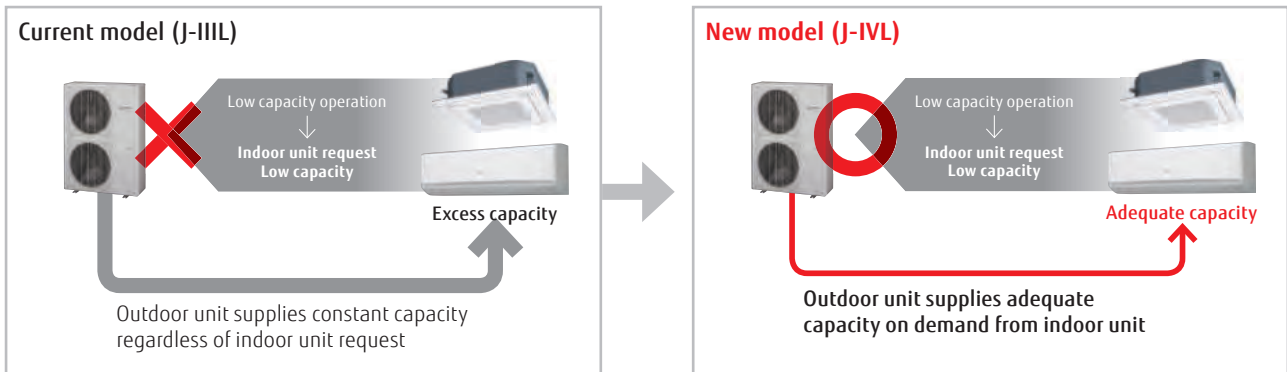 Current model (J-IIIL)
Low capacity operation
Indoor unit request
Low capacity
Excess capacity
Outdoor unit supplies constant capacity
regardless of indoor unit request
New model (J-IVL)
Low capacity operation
Indoor unit request
Low capacity
Adequate capacity
Outdoor unit supplies adequate
capacity on demand from indoor unit